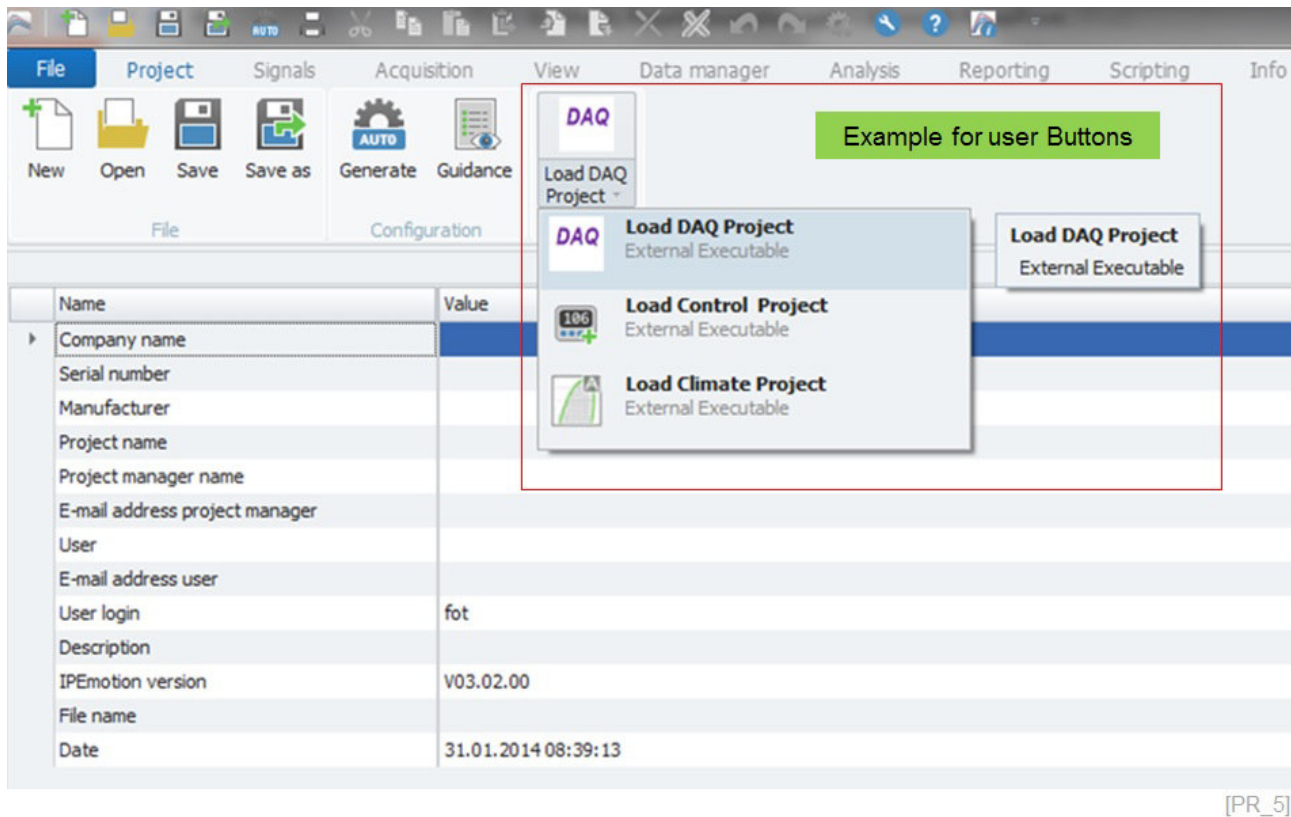 AUTO
File Project Signals Acquisition View Data manager Analysis Reporting Scripting Info
AUTO
DAQ
Example for user Buttons
New Open Save Save as Generate Guidance Load DAQ
Project
File Configuration
DAQ Load DAQ Project
External Executable
Load DAQ Project
External Executable
106 Load Control Project
External Executable
A Load Climate Project
External Executable
Name Value
Company name
Serial number
Manufacturer
Project name
Project manager name
E-mail address project manager
User
E-mail address user
User login fot
Description
IPEmotion version V03.02.00
File name
Date 31.01.2014 08:39:13
[PR_5]